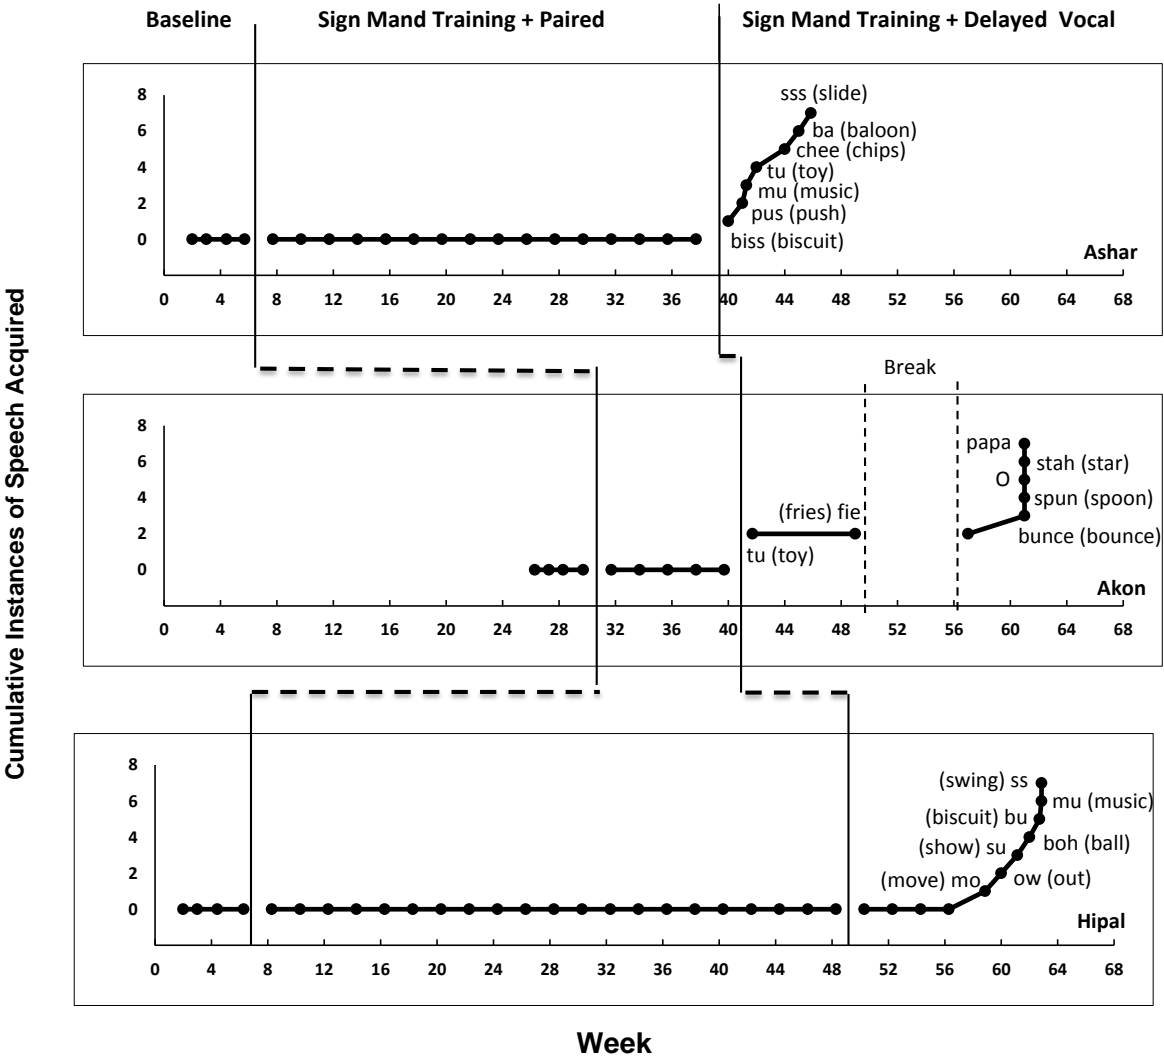 Baseline Sign Mand Training + Paired Sign Mand Training + Delayed Vocal
Cumulative Instances of Speech Acquired
8
6
4
2
0
sss (slide)
ba (baloon)
chee (chips)
tu (toy)
mu (music)
pus (push)
biss (biscuit)
Ashar
0 4 8 12 16 20 24 28 32 36 40 44 48 52 56 60 64 68
Break
8
6
4
2
0
papa
stah (star)
O
spun (spoon)
(fries) fie
bunce (bounce)
tu (toy)
Akon
0 4 8 12 16 20 24 28 32 36 40 44 48 52 56 60 64 68
8
6
4
2
0
(swing) ss
mu (music)
(biscuit) bu
boh (ball)
(show) su
(move) mo
ow (out)
Hipal
0 4 8 12 16 20 24 28 32 36 40 44 48 52 56 60 64 68
Week